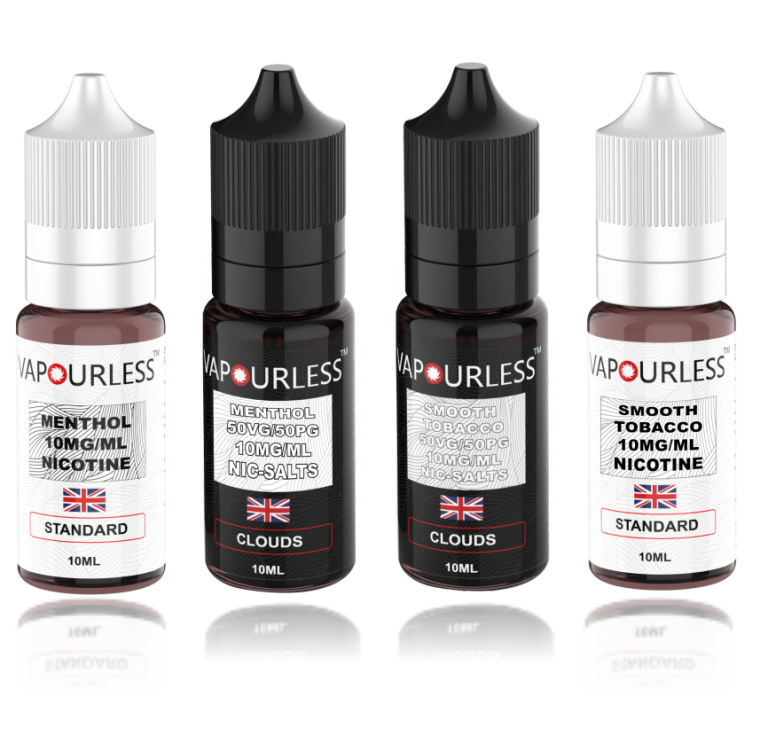 VAPOURLESS™
MENTHOL
10MG/ML
NICOTINE
STANDARD
10ML
VAPOURLESS™
MENTHOL
50VG/50PG
10MG/ML
NIC-SALTS
CLOUDS
10ML
VAPOURLESS™
SMOOTH
TOBACCO
50VG/50PG
10MG/ML
NIC-SALTS
CLOUDS
10ML
VAPOURLESS™
SMOOTH
TOBACCO
10MG/ML
NICOTINE
STANDARD
10ML